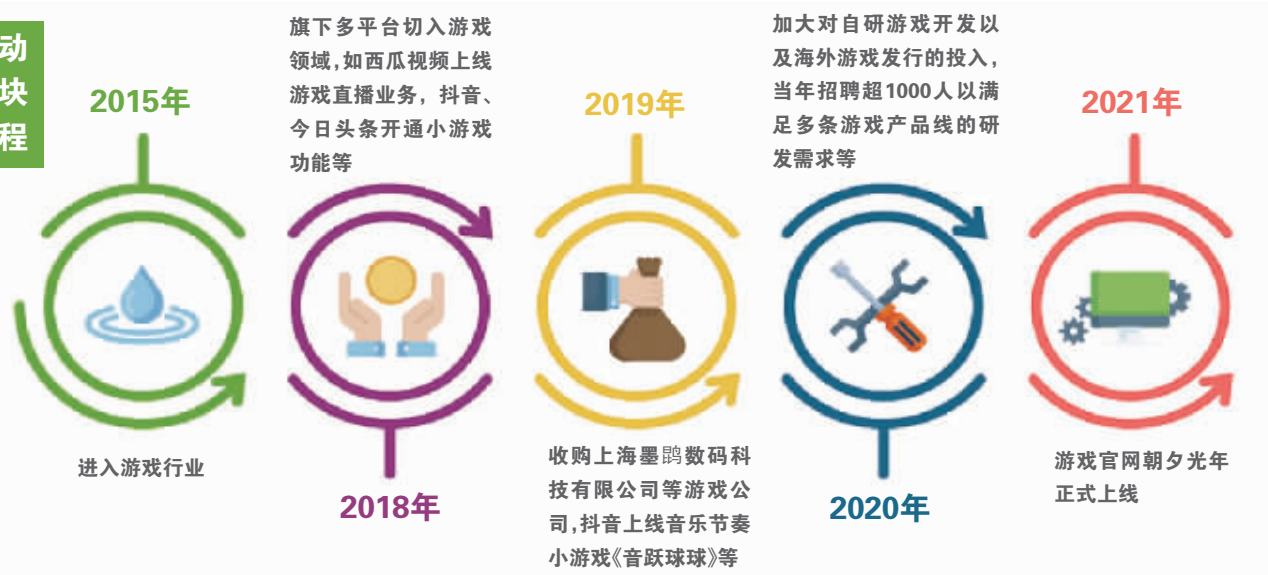 动
块
程
2015年
进入游戏行业
旗下多平台切入游戏
领域,如西瓜视频上线
游戏直播业务，抖音、
今日头条开通小游戏
功能等
2018年
2019年
收购上海墨鹍数码科
技有限公司等游戏公
司,抖音上线音乐节奏
小游戏《音跃球球》等
加大对自研游戏开发以
及海外游戏发行的投入，
当年招聘超1000人以满
足多条游戏产品线的研
发需求等
2020年
2021年
游戏官网朝夕光年
正式上线